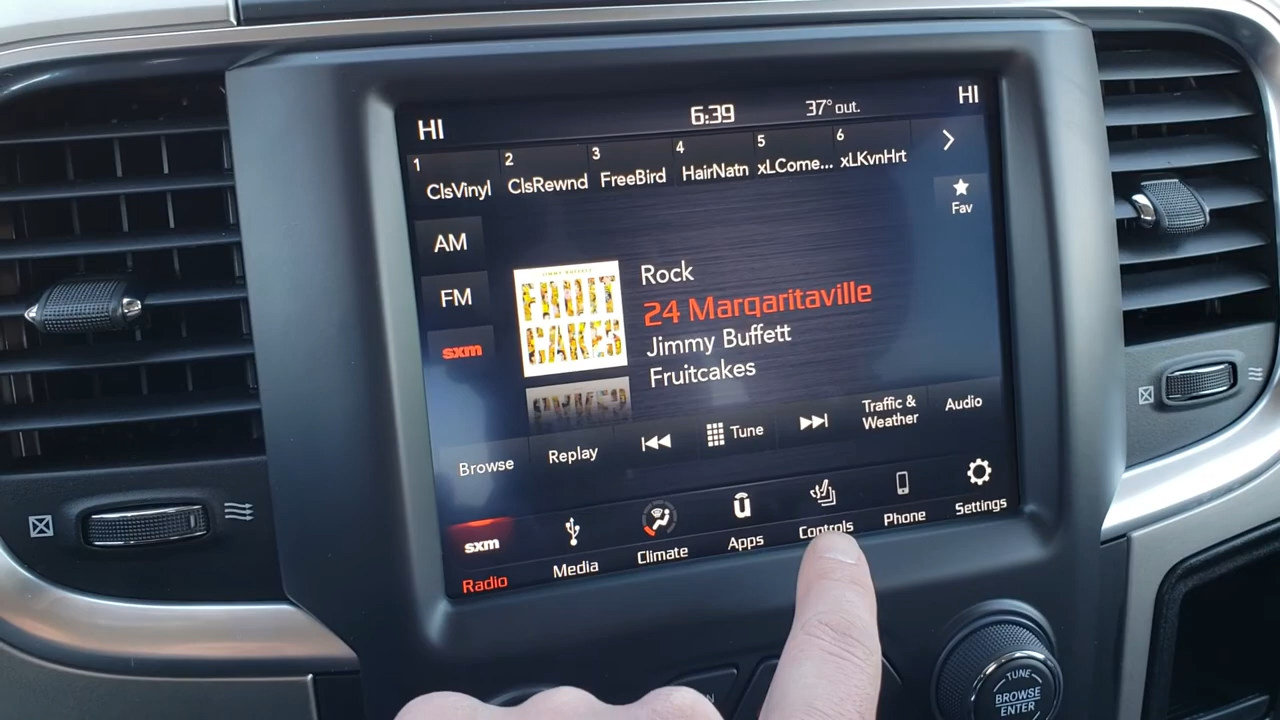 HI 6:39 37° out. HI
1 2 3 4 5 6
ClsVinyl ClsRewnd FreeBird HairNatn xLCome... xLKvnHrt
Fav
AM
FM
sxm
JIMMY BUFFETT
FRUIT
CAKES
Rock
24 Margaritaville
Jimmy Buffett
Fruitcakes
Browse Replay Tune Traffic & Weather Audio
sxm
Radio Media Climate Apps Controls Phone Settings
TUNE
BROWSE
ENTER